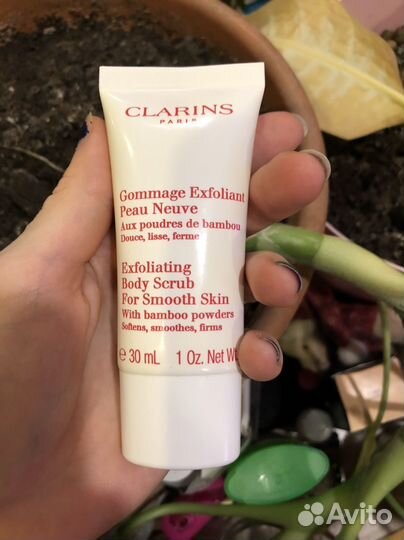 CLARINS
PARIS
Gommage Exfoliant
Peau Neuve
Aux poudres de bambou
Douce, lisse, ferme
Exfoliating
Body Scrub
For Smooth Skin
With bamboo powders
Softens, smoothes, firms
℮ 30 mL 1 Oz. Net
Avito